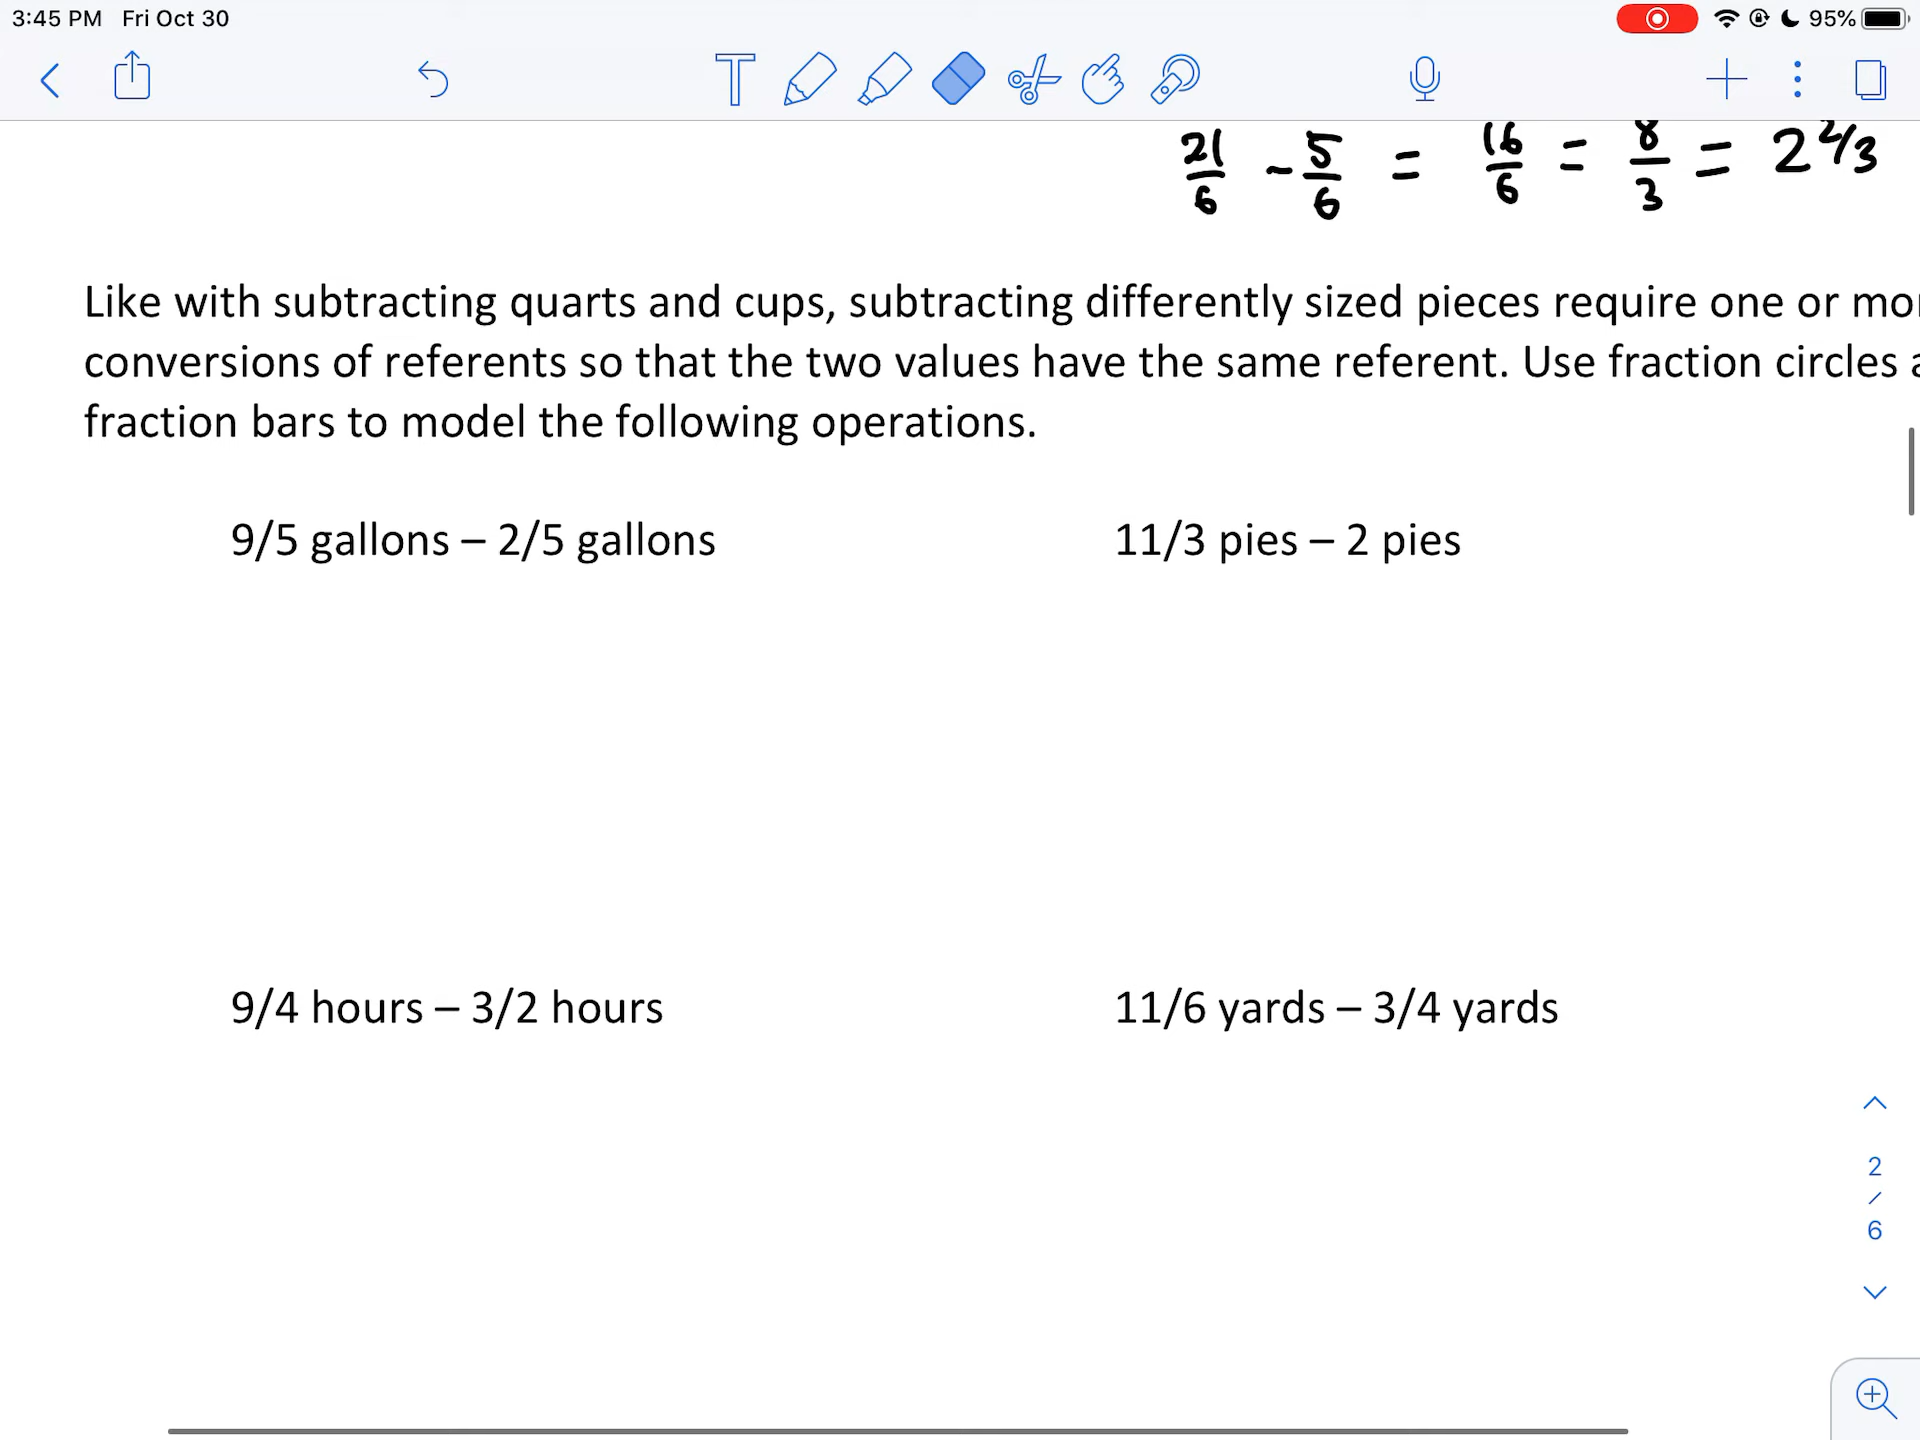 3:45 PM Fri Oct 30 95%
T
21/6 - 5/6 = 16/6 = 8/3 = 2 2/3
Like with subtracting quarts and cups, subtracting differently sized pieces require one or mo
conversions of referents so that the two values have the same referent. Use fraction circles
fraction bars to model the following operations.
9/5 gallons – 2/5 gallons 11/3 pies – 2 pies
9/4 hours – 3/2 hours 11/6 yards – 3/4 yards
2
/
6